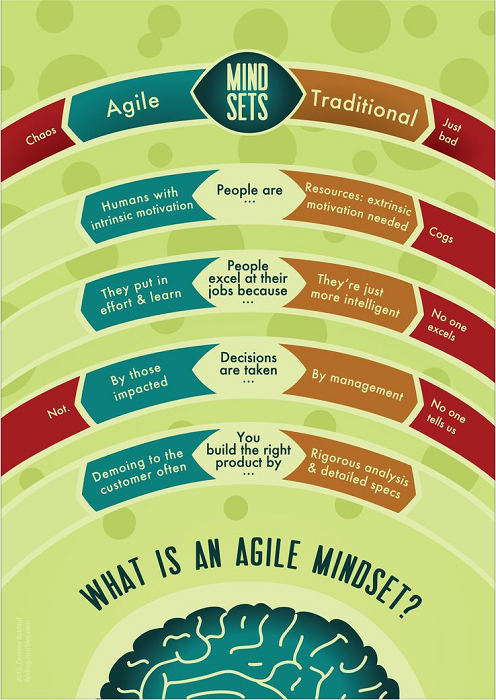 MIND
SETS
Chaos
Agile
Traditional
Just
bad
Humans with
intrinsic motivation
People are
...
Resources: extrinsic
motivation needed
Cogs
They put in
effort & learn
People
excel at their
jobs because
...
They're just
more intelligent
No one
excels
Not.
By those
impacted
Decisions
are taken
...
By management
No one
tells us
Demoing to the
customer often
You
build the right
product by
...
Rigorous analysis
& detailed specs
WHAT IS AN AGILE MINDSET?